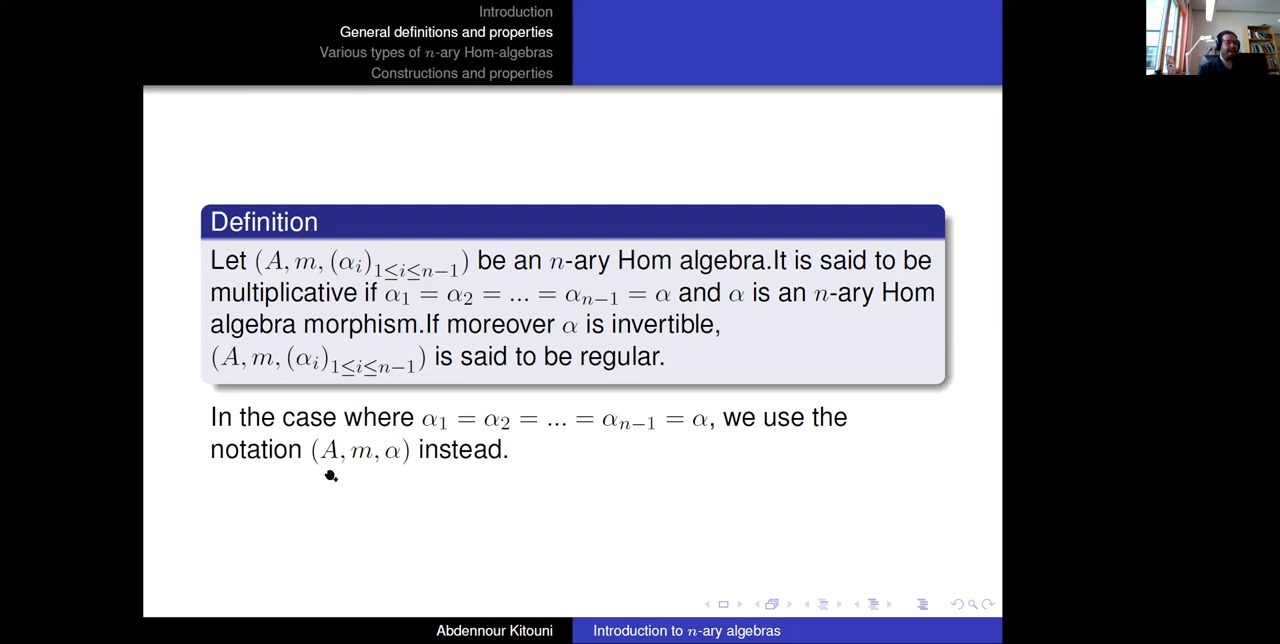 Introduction
General definitions and properties
Various types of n-ary Hom-algebras
Constructions and properties
Definition
Let (A, m, (α_i)_{1≤i≤n−1}) be an n-ary Hom algebra.It is said to be
multiplicative if α_1 = α_2 = ... = α_{n−1} = α and α is an n-ary Hom
algebra morphism.If moreover α is invertible,
(A, m, (α_i)_{1≤i≤n−1}) is said to be regular.
In the case where α_1 = α_2 = ... = α_{n−1} = α, we use the
notation (A, m, α) instead.
Abdennour Kitouni
Introduction to n-ary algebras